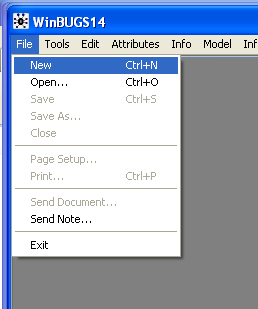 WinBUGS14
File Tools Edit Attributes Info Model Inf
New Ctrl+N
Open... Ctrl+O
Save Ctrl+S
Save As...
Close
Page Setup...
Print... Ctrl+P
Send Document...
Send Note...
Exit